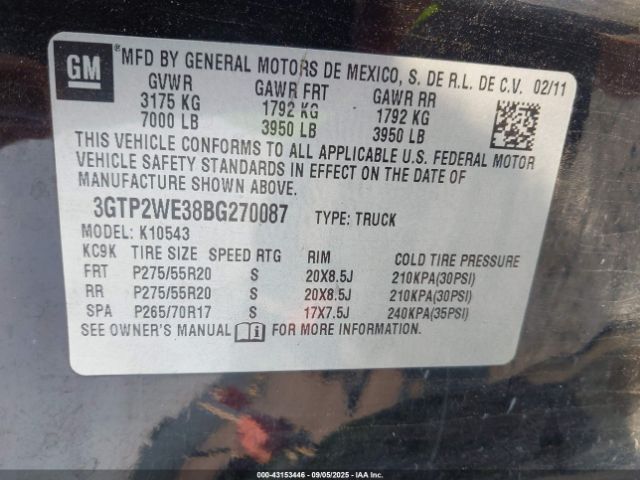 GM
MFD BY GENERAL MOTORS DE MEXICO, S. DE R.L. DE C.V. 02/11
GVWR GAWR FRT GAWR RR
3175 KG 1792 KG 1792 KG
7000 LB 3950 LB 3950 LB
THIS VEHICLE CONFORMS TO ALL APPLICABLE U.S. FEDERAL MOTOR
VEHICLE SAFETY STANDARDS IN EFFECT ON THE DATE OF
MANUFACTURE SHOWN ABOVE.
3GTP2WE38BG270087 TYPE: TRUCK
MODEL: K10543
KC9K TIRE SIZE SPEED RTG RIM COLD TIRE PRESSURE
FRT P275/55R20 S 20X8.5J 210KPA(30PSI)
RR P275/55R20 S 20X8.5J 210KPA(30PSI)
SPA P265/70R17 S 17X7.5J 240KPA(35PSI)
SEE OWNER'S MANUAL FOR MORE INFORMATION.
© - 43153446 - 09/05/2025 - IAA Inc.